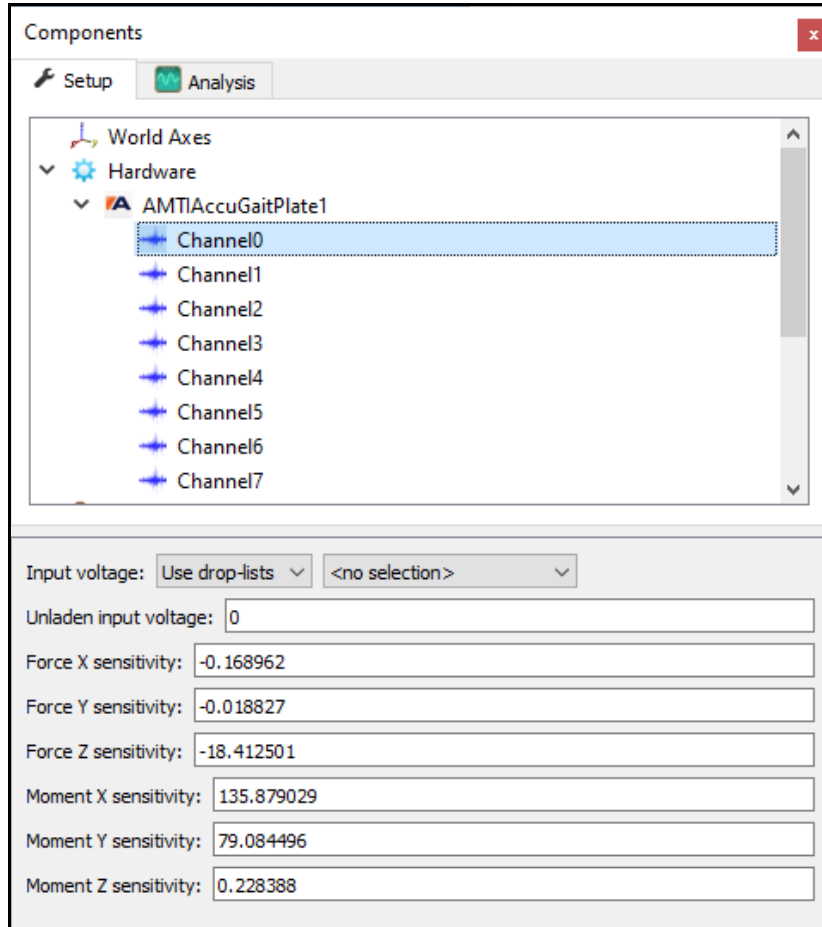 Components
x
Setup Analysis
World Axes
Hardware
AMTIAccuGaitPlate1
Channel0
Channel1
Channel2
Channel3
Channel4
Channel5
Channel6
Channel7
Input voltage: Use drop-lists <no selection>
Unladen input voltage: 0
Force X sensitivity: -0.168962
Force Y sensitivity: -0.018827
Force Z sensitivity: -18.412501
Moment X sensitivity: 135.879029
Moment Y sensitivity: 79.084496
Moment Z sensitivity: 0.228388